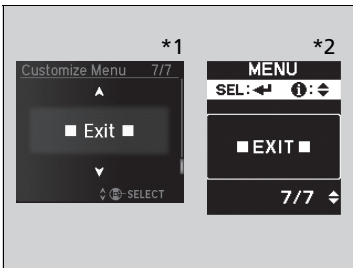 *1
Customize Menu 7/7
■ Exit ■
SELECT
*2
MENU
SEL: :
■EXIT■
7/7